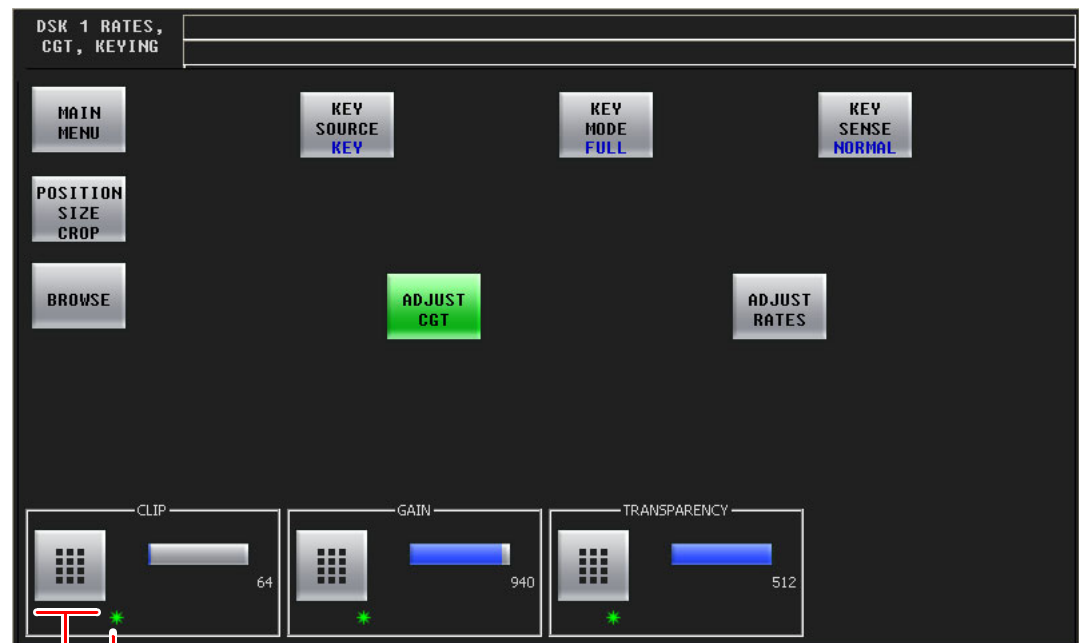 DSK 1 RATES,
CGT, KEYING
MAIN
MENU
KEY
SOURCE
KEY
KEY
MODE
FULL
KEY
SENSE
NORMAL
POSITION
SIZE
CROP
BROWSE
ADJUST
CGT
ADJUST
RATES
CLIP
64
GAIN
940
TRANSPARENCY
512